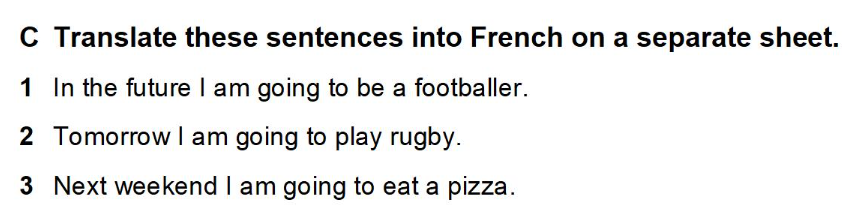 C Translate these sentences into French on a separate sheet.
1 In the future I am going to be a footballer.
2 Tomorrow I am going to play rugby.
3 Next weekend I am going to eat a pizza.